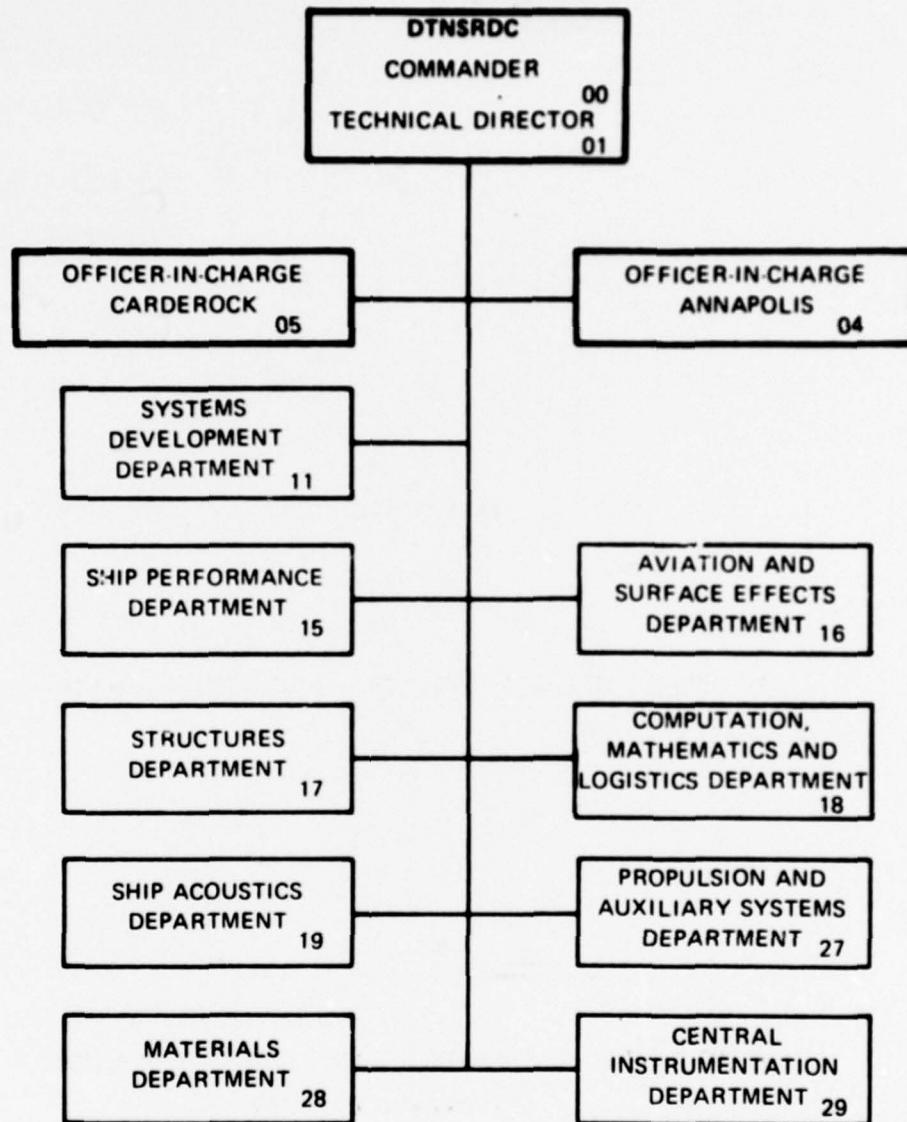 DTNSRDC
COMMANDER
00
TECHNICAL DIRECTOR
01
OFFICER-IN-CHARGE
CARDEROCK
05
OFFICER-IN-CHARGE
ANNAPOLIS
04
SYSTEMS
DEVELOPMENT
DEPARTMENT
11
SHIP PERFORMANCE
DEPARTMENT
15
AVIATION AND
SURFACE EFFECTS
DEPARTMENT
16
STRUCTURES
DEPARTMENT
17
COMPUTATION,
MATHEMATICS AND
LOGISTICS DEPARTMENT
18
SHIP ACOUSTICS
DEPARTMENT
19
PROPULSION AND
AUXILIARY SYSTEMS
DEPARTMENT
27
MATERIALS
DEPARTMENT
28
CENTRAL
INSTRUMENTATION
DEPARTMENT
29